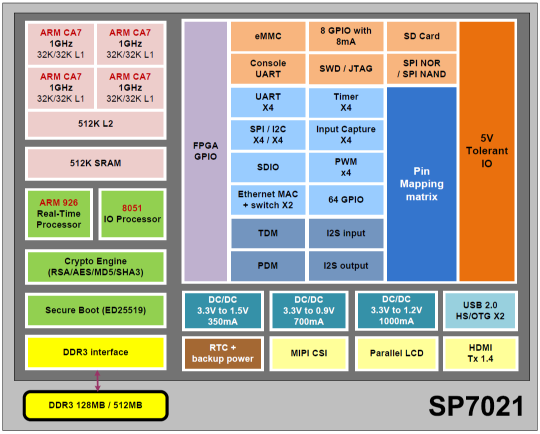 ARM CA7
1GHz
32K/32K L1
ARM CA7
1GHz
32K/32K L1
ARM CA7
1GHz
32K/32K L1
ARM CA7
1GHz
32K/32K L1
512K L2
512K SRAM
ARM 926
Real-Time
Processor
8051
IO Processor
Crypto Engine
(RSA/AES/MD5/SHA3)
Secure Boot (ED25519)
DDR3 interface
DDR3 128MB / 512MB
FPGA
GPIO
eMMC
8 GPIO with
8mA
SD Card
Console
UART
SWD / JTAG
SPI NOR
/ SPI NAND
UART
X4
Timer
X4
SPI / I2C
X4 / X4
Input Capture
X4
SDIO
PWM
x4
Ethernet MAC
+ switch X2
64 GPIO
TDM
I2S input
PDM
I2S output
Pin
Mapping
matrix
5V
Tolerant
IO
DC/DC
3.3V to 1.5V
350mA
DC/DC
3.3V to 0.9V
700mA
DC/DC
3.3V to 1.2V
1000mA
USB 2.0
HS/OTG X2
RTC +
backup power
MIPI CSI
Parallel LCD
HDMI
Tx 1.4
SP7021